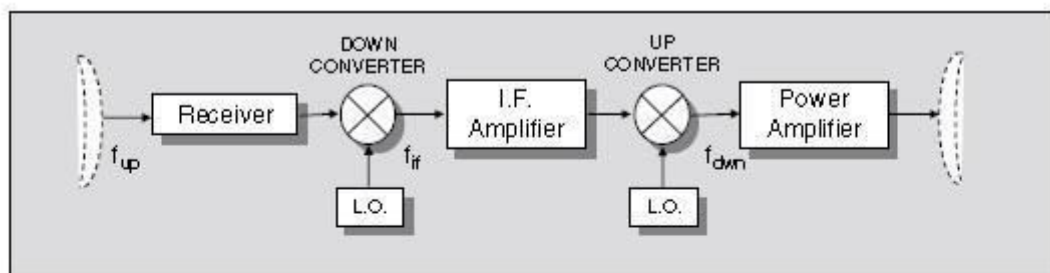 DOWN
CONVERTER
UP
CONVERTER
Receiver
I.F.
Amplifier
Power
Amplifier
fup
fif
fdwn
L.O.
L.O.